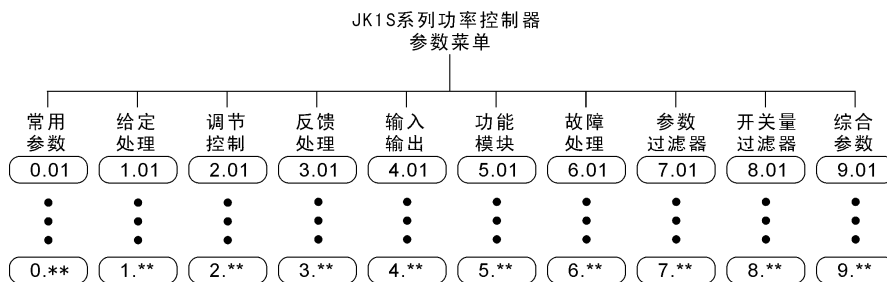 JK1S系列功率控制器
参数菜单
常用 给定 调节 反馈 输入 功能 故障 参数 开关量 综合
参数 处理 控制 处理 输出 模块 处理 过滤器 过滤器 参数
0.01 1.01 2.01 3.01 4.01 5.01 6.01 7.01 8.01 9.01
0.** 1.** 2.** 3.** 4.** 5.** 6.** 7.** 8.** 9.**